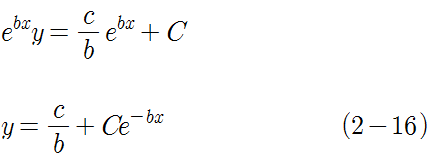 e^{bx}y = \frac{c}{b} e^{bx} + C
y = \frac{c}{b} + Ce^{-bx} (2-16)